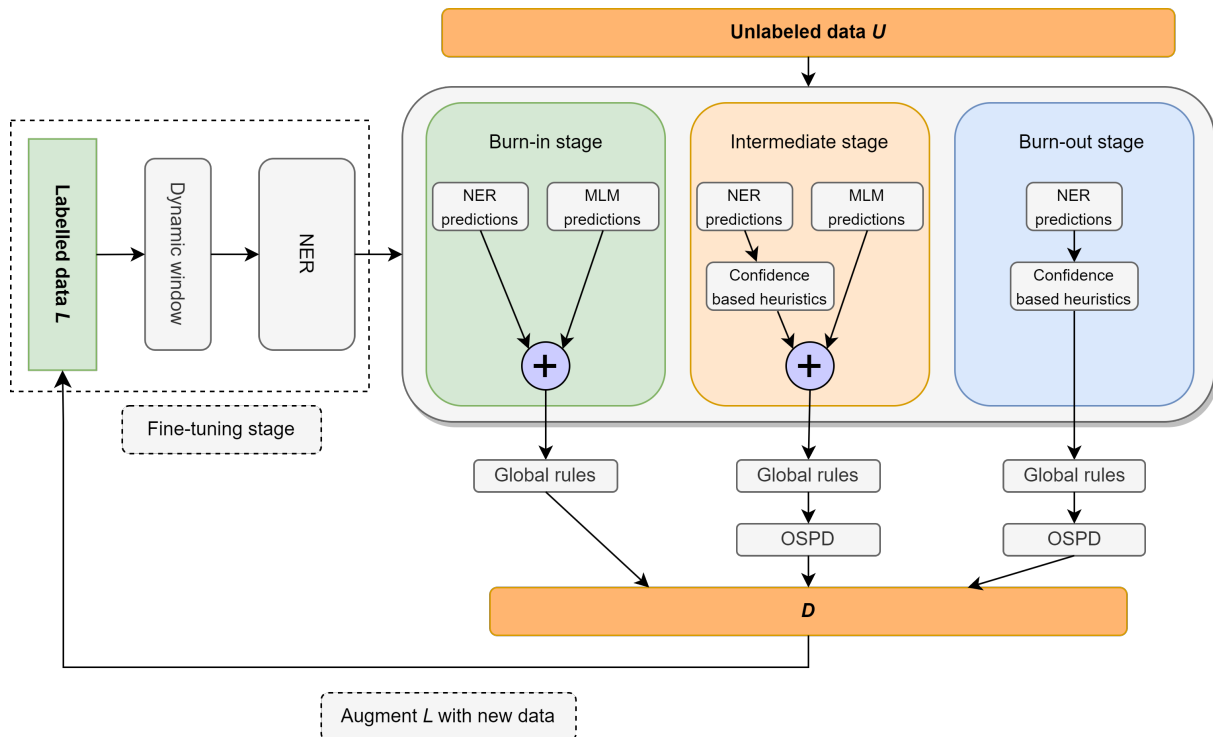 Unlabeled data U
Labelled data L
Dynamic window
NER
Fine-tuning stage
Burn-in stage
NER
predictions
MLM
predictions
+
Intermediate stage
NER
predictions
MLM
predictions
Confidence
based heuristics
+
Burn-out stage
NER
predictions
Confidence
based heuristics
Global rules
Global rules
Global rules
OSPD
OSPD
D
Augment L with new data